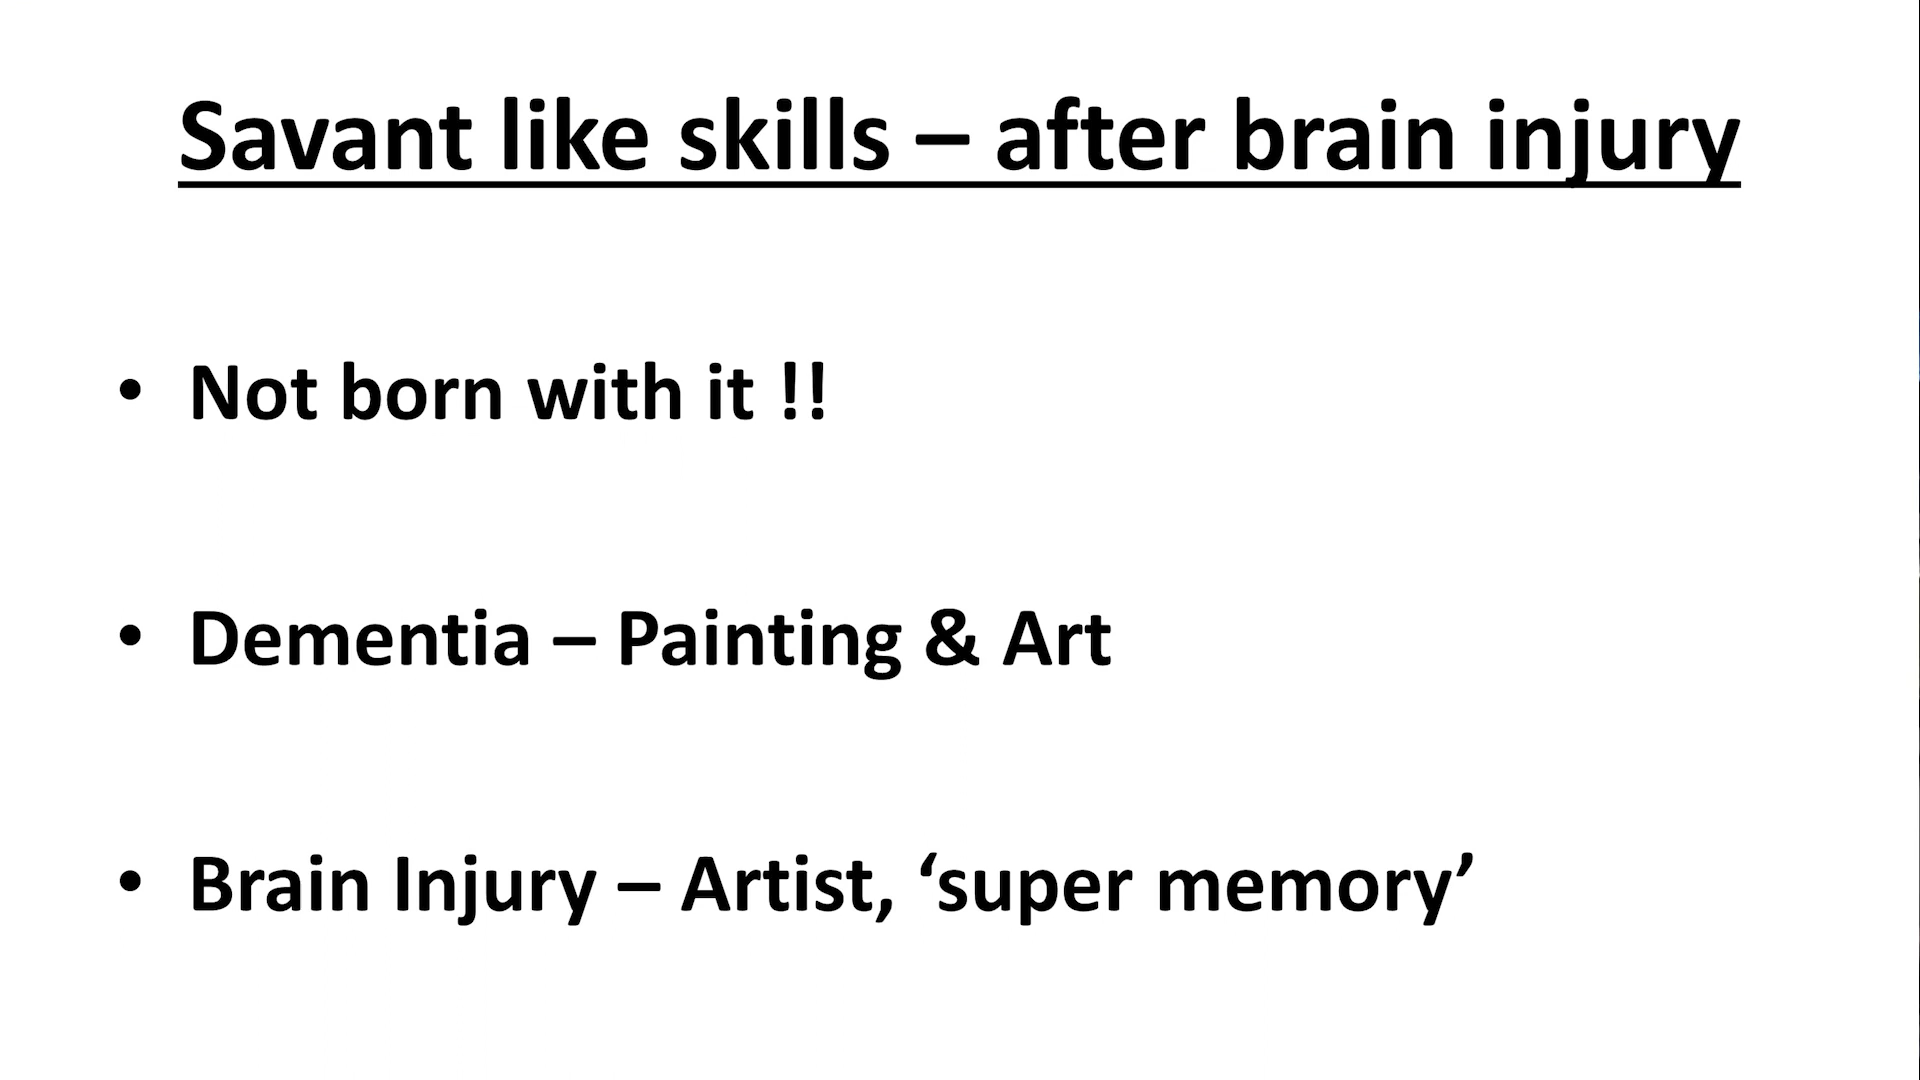 Savant like skills – after brain injury
• Not born with it !!
• Dementia – Painting & Art
• Brain Injury – Artist, ‘super memory’